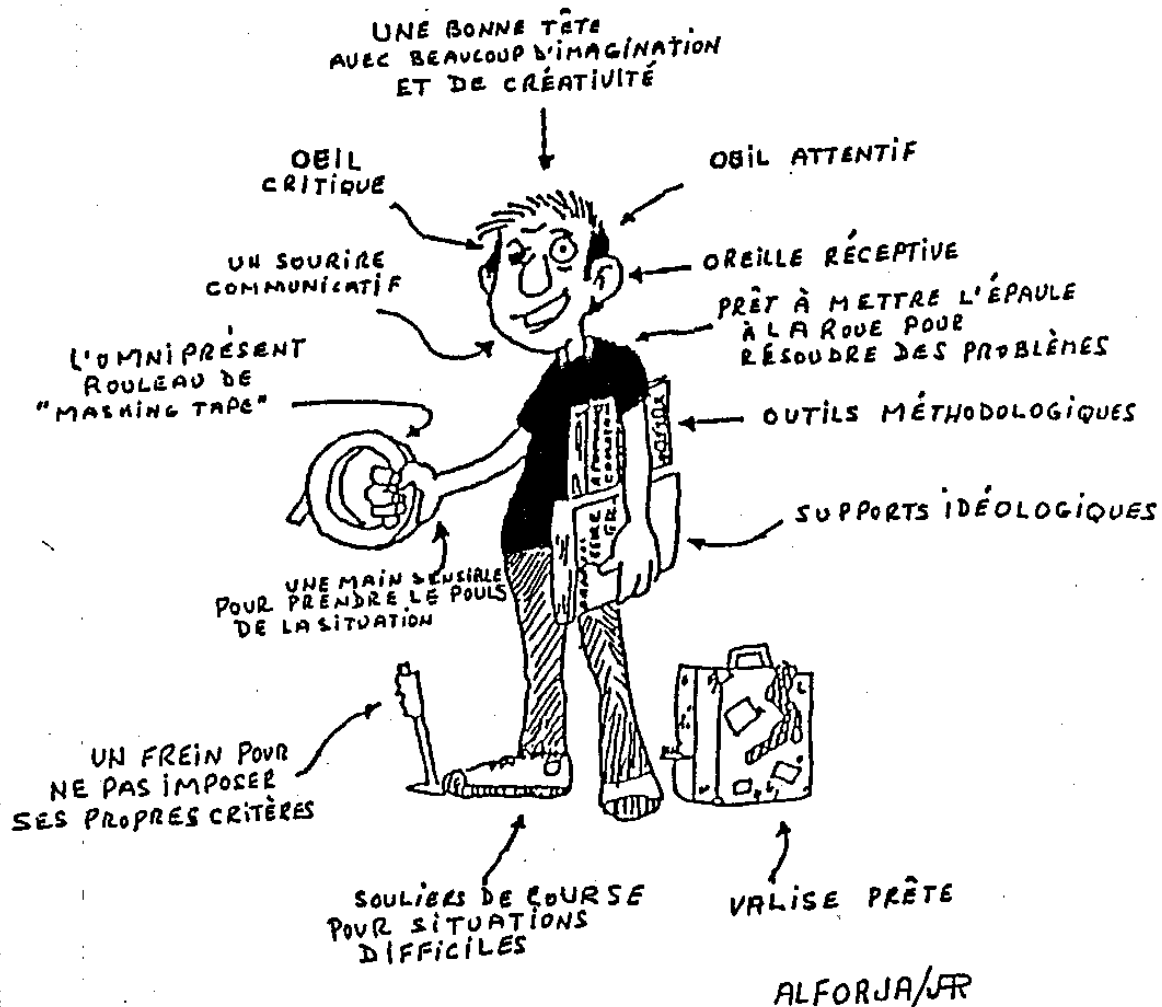 UNE BONNE TÊTE
AVEC BEAUCOUP D'IMAGINATION
ET DE CRÉATIVITÉ
OEIL
CRITIQUE
OEIL ATTENTIF
UN SOURIRE
COMMUNICATIF
OREILLE RÉCEPTIVE
PRÊT À METTRE L'ÉPAULE
À LA ROUE POUR
RÉSOUDRE DES PROBLÈMES
L'OMNIPRÉSENT
ROULEAU DE
"MASKING TAPE"
OUTILS MÉTHODOLOGIQUES
SUPPORTS IDÉOLOGIQUES
UNE MAIN SENSIBLE
POUR PRENDRE LE POULS
DE LA SITUATION
UN FREIN POUR
NE PAS IMPOSER
SES PROPRES CRITÈRES
SOULIERS DE COURSE
POUR SITUATIONS
DIFFICILES
VALISE PRÊTE
ALFORJA/